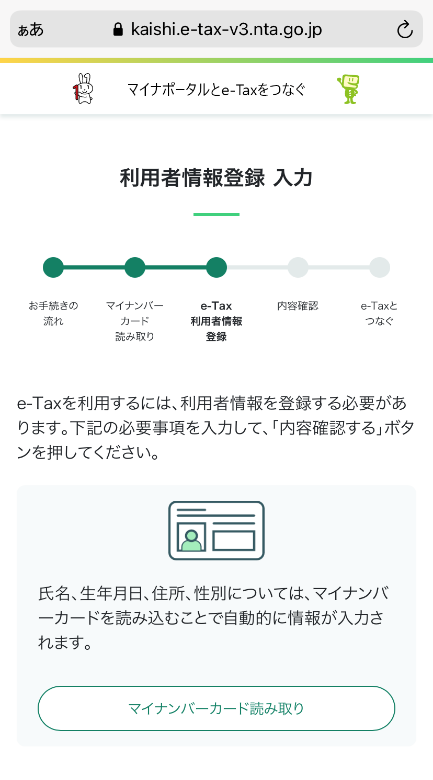 ぁあ kaishi.e-tax-v3.nta.go.jp
マイナポータルとe-Taxをつなぐ
利用者情報登録 入力
お手続きの
流れ
マイナンバー
カード
読み取り
e-Tax
利用者情報
登録
内容確認
e-Taxと
つなぐ
e-Taxを利用するには、利用者情報を登録する必要があ
ります。下記の必要事項を入力して、「内容確認する」ボタ
ンを押してください。
氏名、生年月日、住所、性別については、マイナンバ
ーカードを読み込むことで自動的に情報が入力さ
れます。
マイナンバーカード読み取り